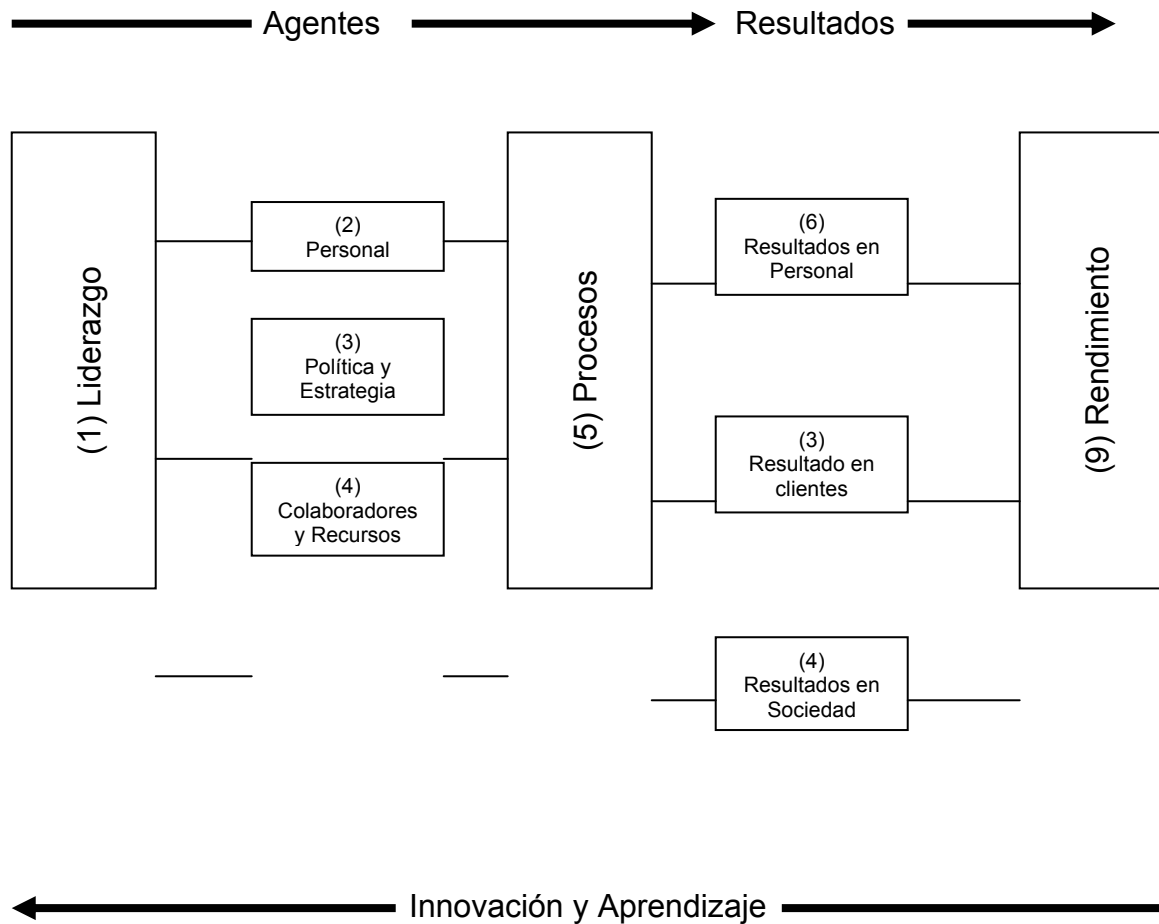 Agentes
Resultados
(1) Liderazgo
(2)
Personal
(3)
Política y
Estrategia
(4)
Colaboradores
y Recursos
(5) Procesos
(6)
Resultados en
Personal
(3)
Resultado en
clientes
(4)
Resultados en
Sociedad
(9) Rendimiento
Innovación y Aprendizaje